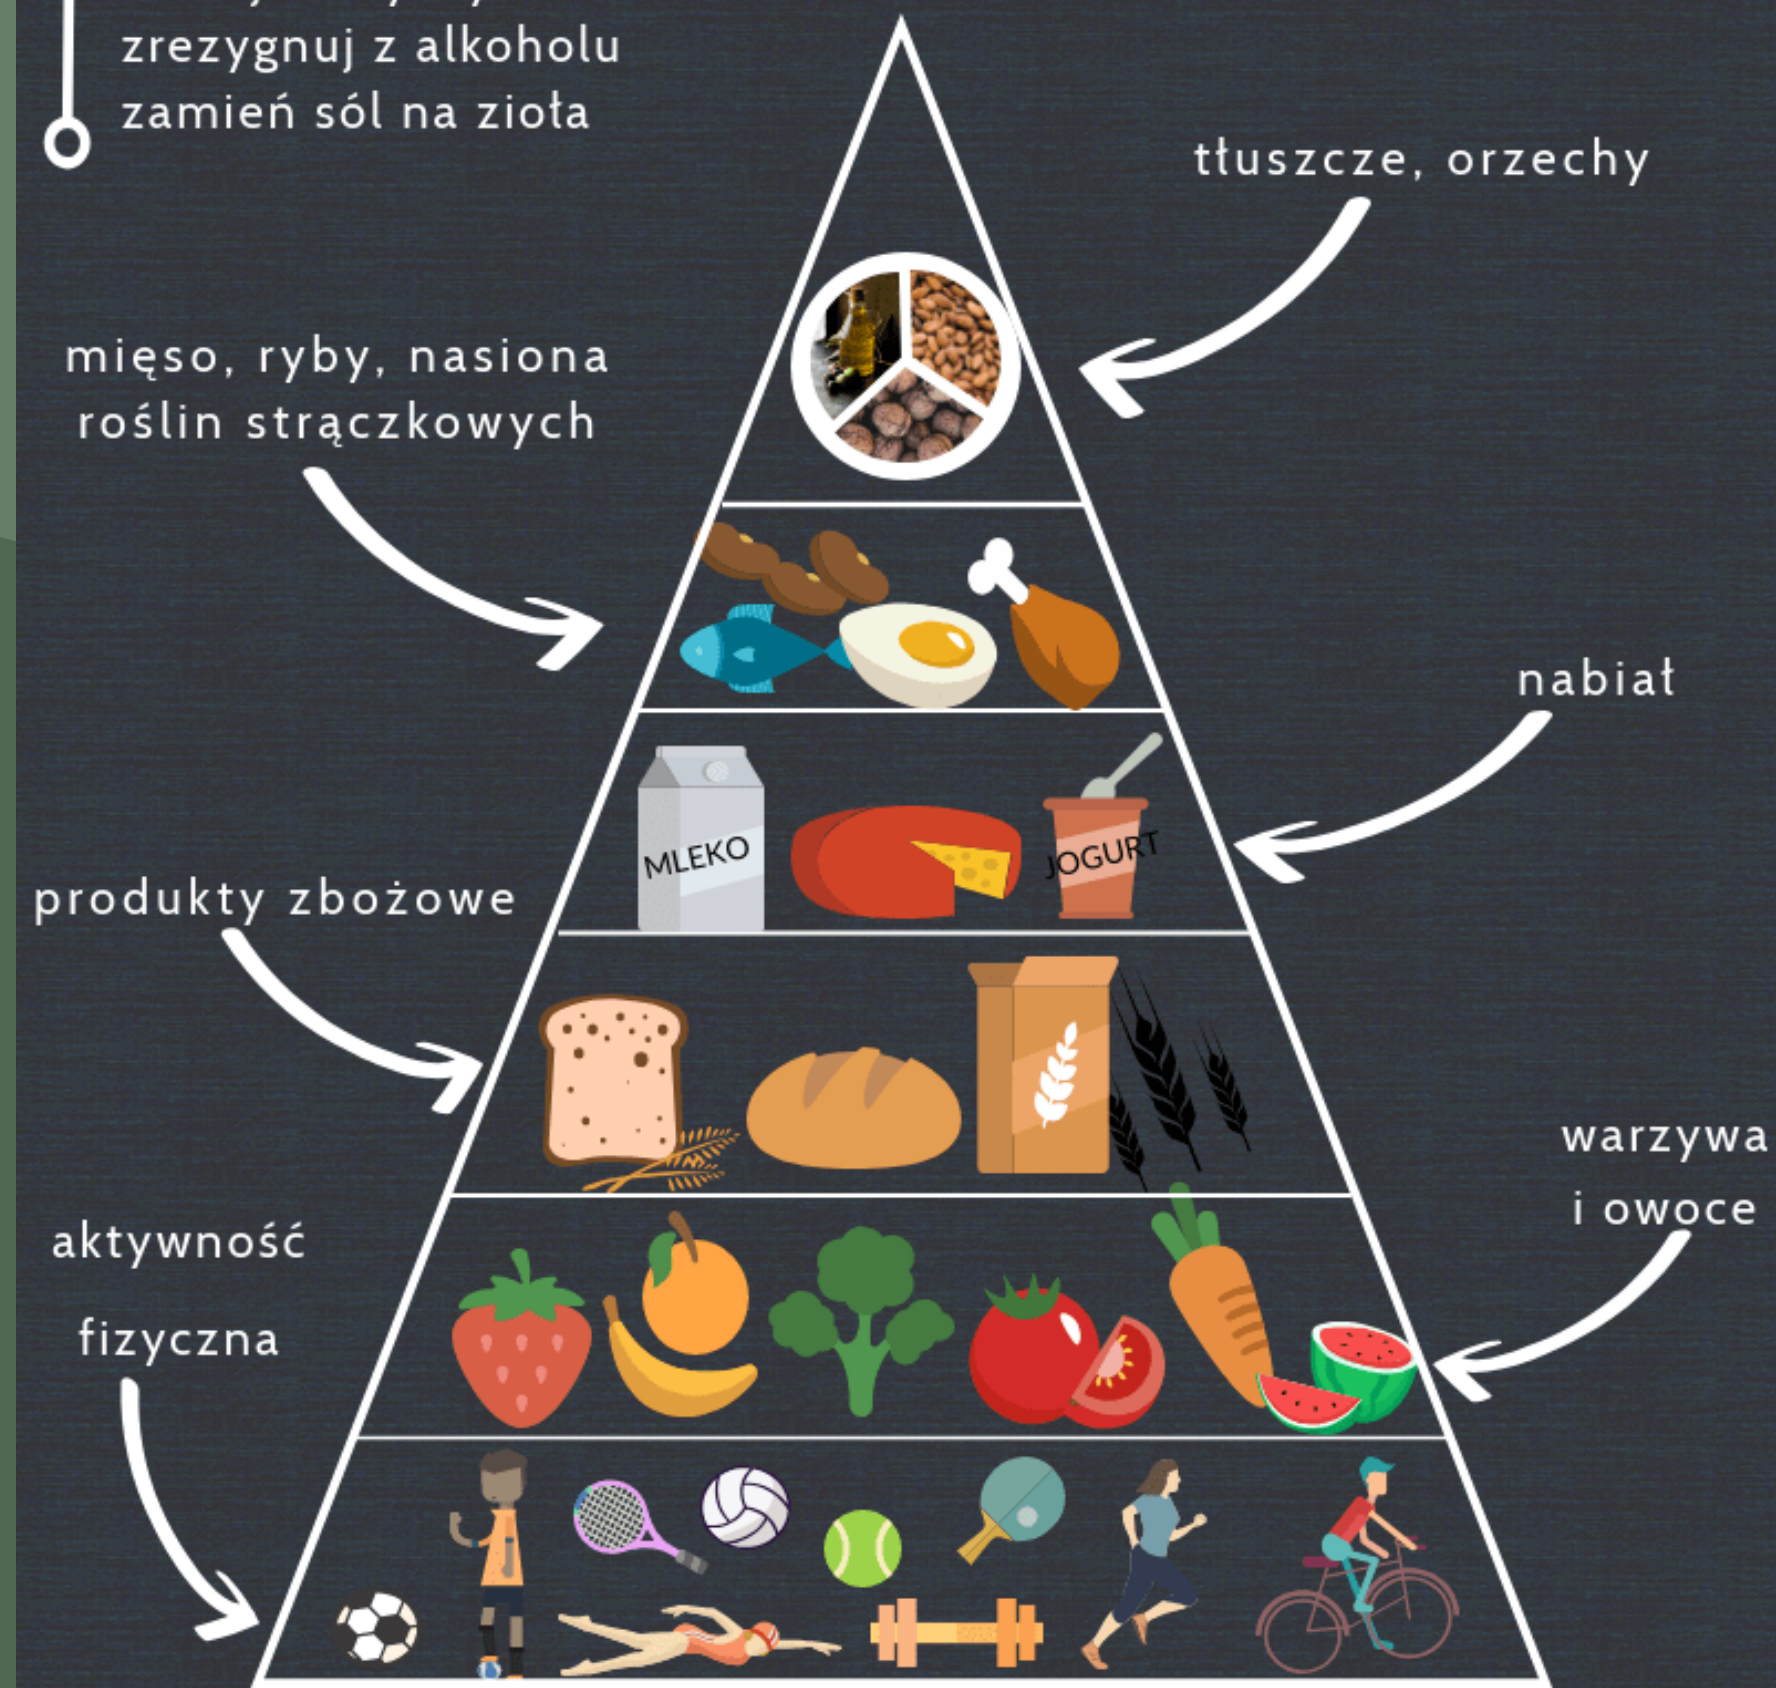 zrezygnuj z alkoholu
zamień sól na zioła
tłuszcze, orzechy
mięso, ryby, nasiona
roślin strączkowych
nabiał
MLEKO
JOGURT
produkty zbożowe
warzywa
i owoce
aktywność
fizyczna